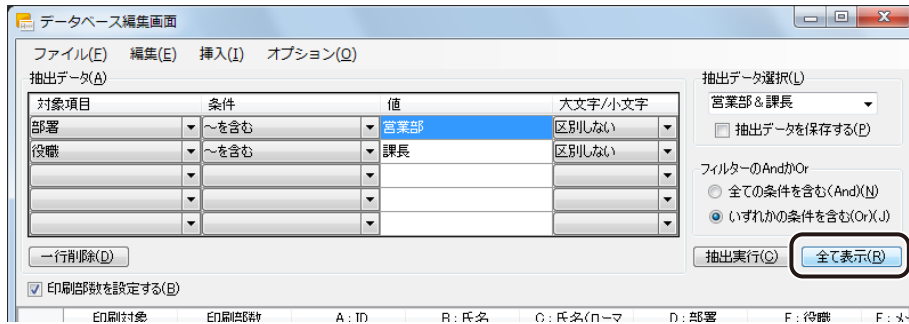 データベース編集画面
ファイル(F) 編集(E) 挿入(I) オプション(O)
抽出データ(A)
対象項目 条件 値 大文字/小文字
部署 ～を含む 営業部 区別しない
役職 ～を含む 課長 区別しない
一行削除(D)
抽出データ選択(L)
営業部＆課長
抽出データを保存する(P)
フィルターのAndかOr
全ての条件を含む(And)(N)
いずれかの条件を含む(Or)(J)
抽出実行(C) 全て表示(R)
印刷部数を設定する(B)
印刷対象 印刷部数 A：ID B：氏名 C：氏名(ローマ D：部署 E：役職